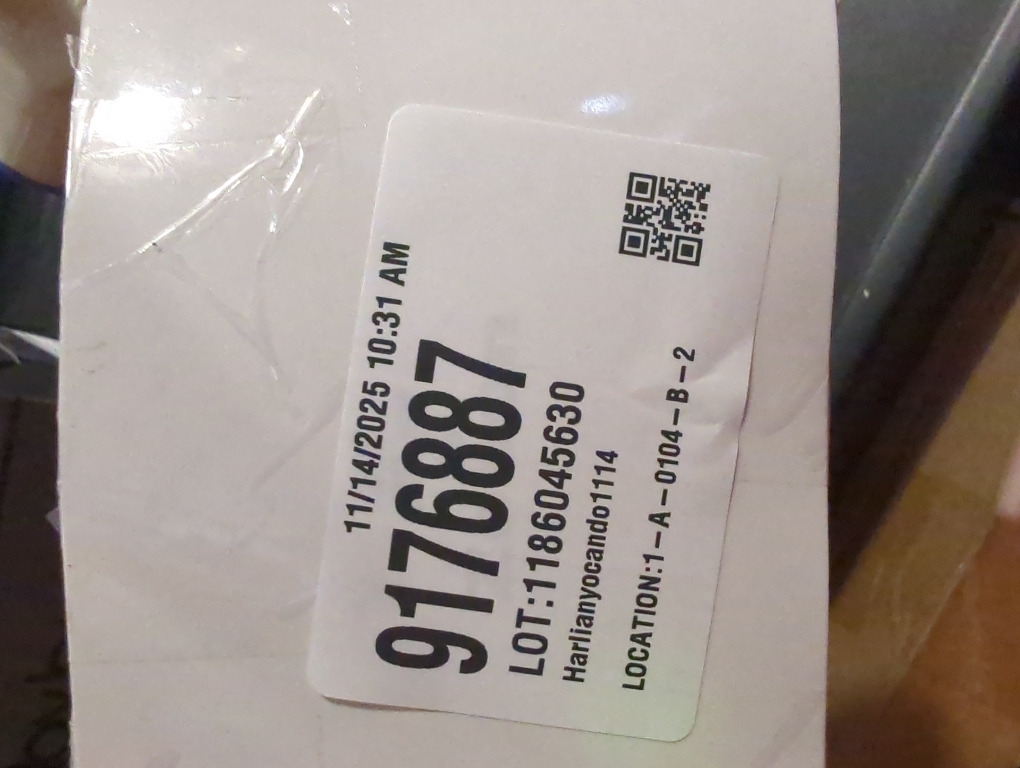 11/14/2025 10:31 AM
9176887
LOT:1186045630
Harlianyocando1114
LOCATION:1-A-0104-B-2